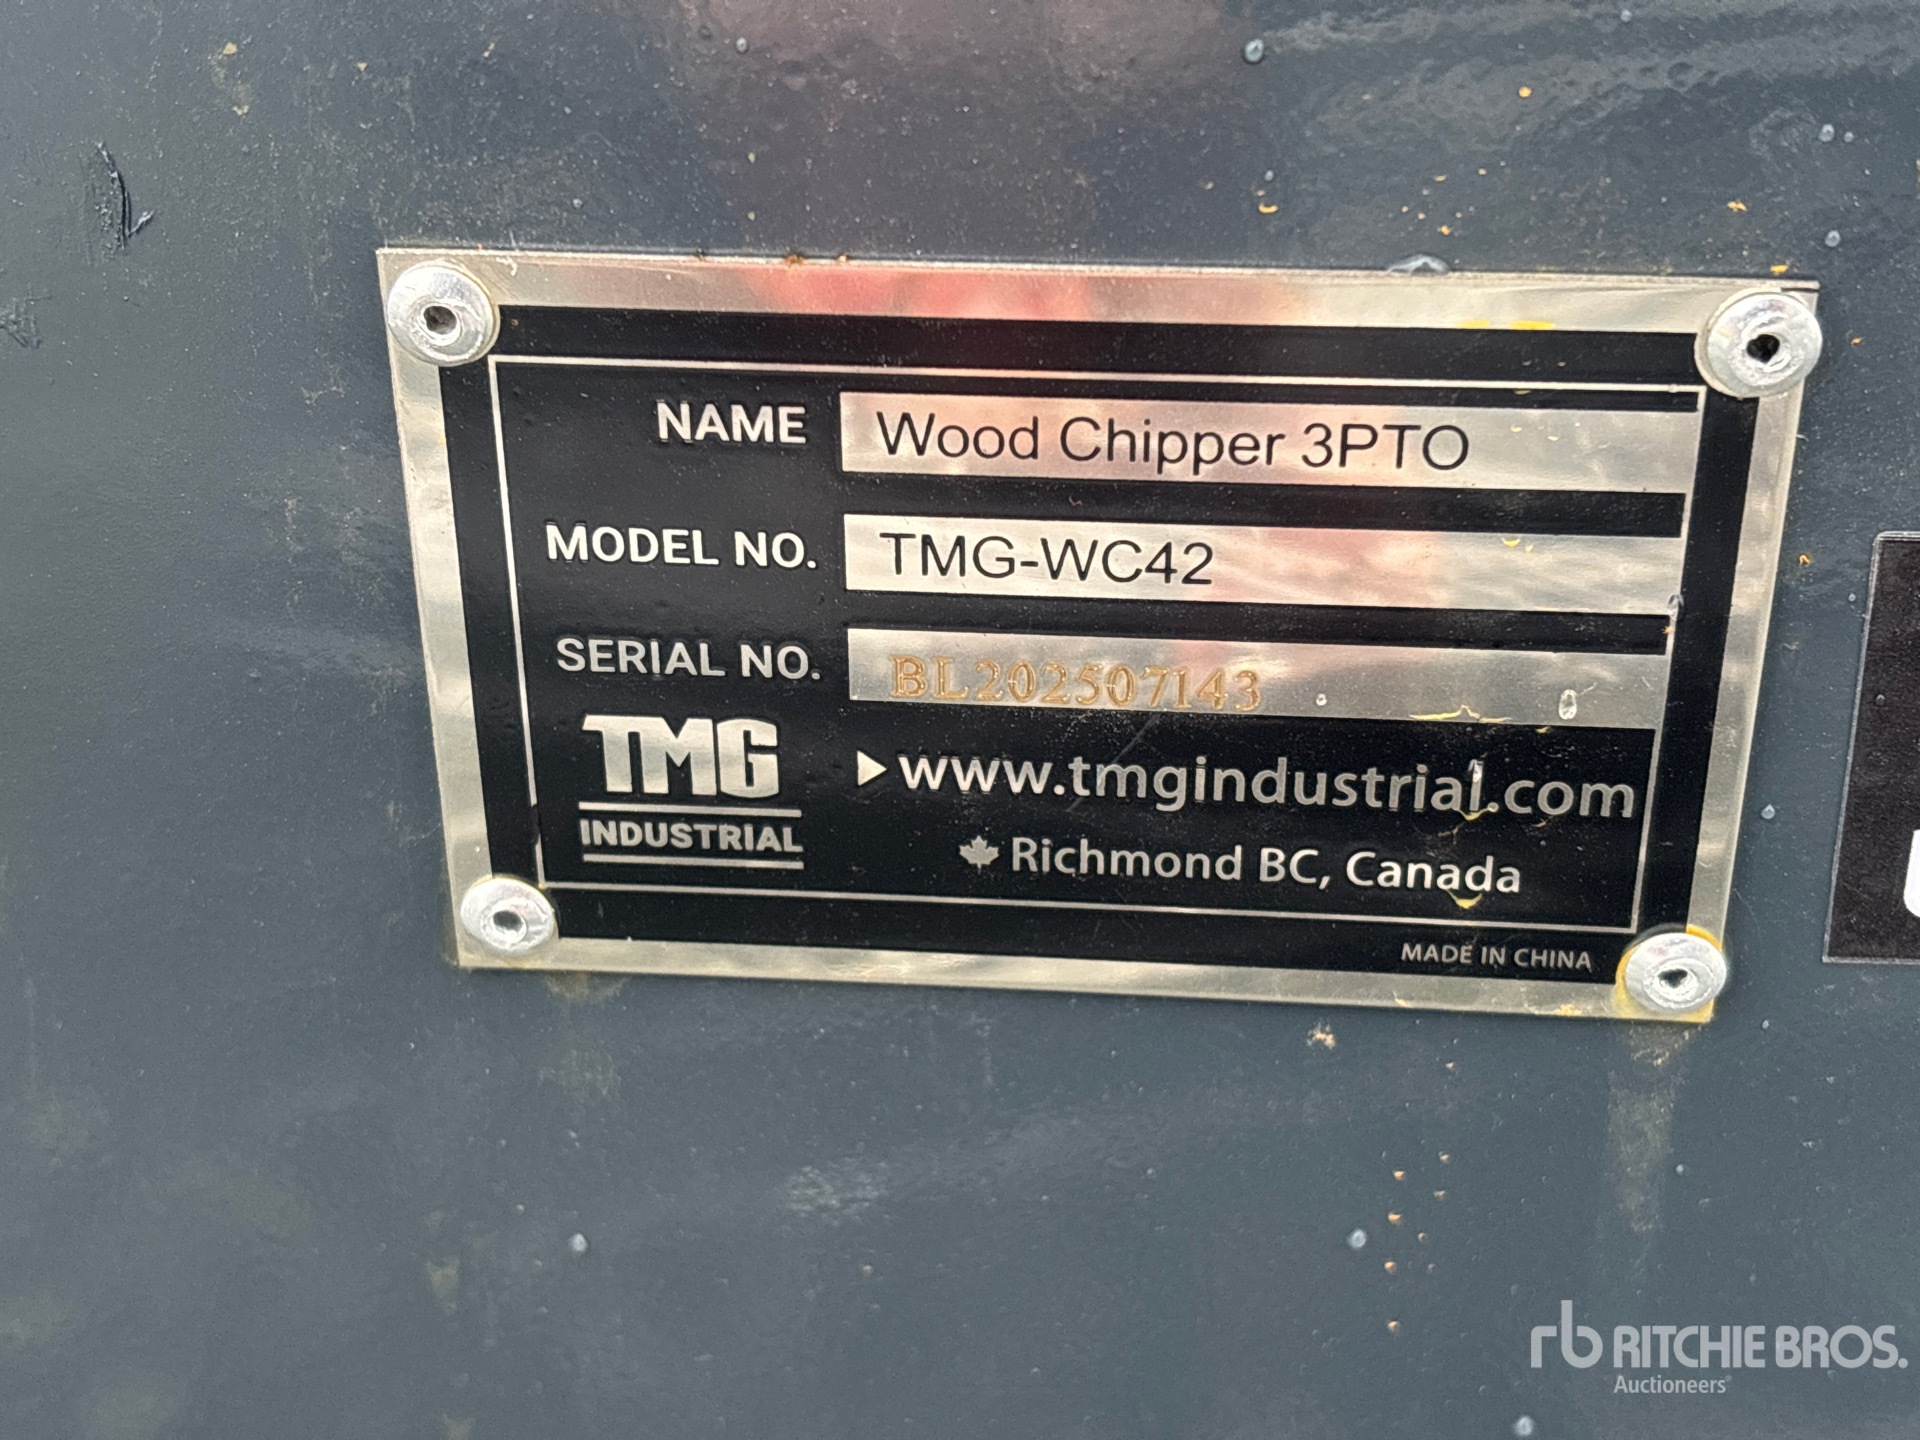 NAME Wood Chipper 3PTO
MODEL NO. TMG-WC42
SERIAL NO. BL202507143
TMG
INDUSTRIAL
www.tmgindustrial.com
Richmond BC, Canada
MADE IN CHINA
rb RITCHIE BROS.
Auctioneers